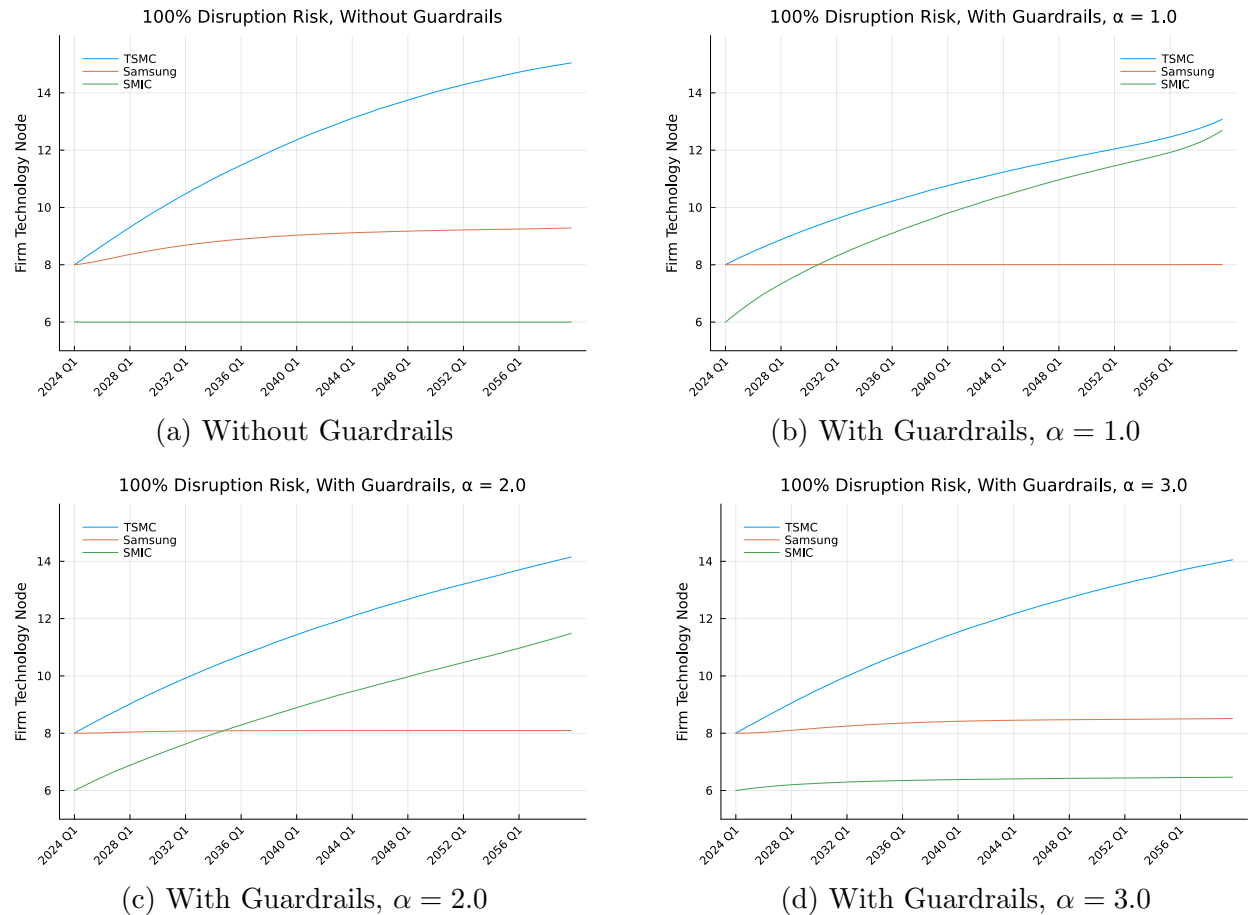 100% Disruption Risk, Without Guardrails
TSMC
Samsung
SMIC
Firm Technology Node
14
12
10
8
6
2024 Q1
2028 Q1
2032 Q1
2036 Q1
2040 Q1
2044 Q1
2048 Q1
2052 Q1
2056 Q1
(a) Without Guardrails
100% Disruption Risk, With Guardrails, α = 1.0
TSMC
Samsung
SMIC
Firm Technology Node
14
12
10
8
6
2024 Q1
2028 Q1
2032 Q1
2036 Q1
2040 Q1
2044 Q1
2048 Q1
2052 Q1
2056 Q1
(b) With Guardrails, α = 1.0
100% Disruption Risk, With Guardrails, α = 2.0
TSMC
Samsung
SMIC
Firm Technology Node
14
12
10
8
6
2024 Q1
2028 Q1
2032 Q1
2036 Q1
2040 Q1
2044 Q1
2048 Q1
2052 Q1
2056 Q1
(c) With Guardrails, α = 2.0
100% Disruption Risk, With Guardrails, α = 3.0
TSMC
Samsung
SMIC
Firm Technology Node
14
12
10
8
6
2024 Q1
2028 Q1
2032 Q1
2036 Q1
2040 Q1
2044 Q1
2048 Q1
2052 Q1
2056 Q1
(d) With Guardrails, α = 3.0